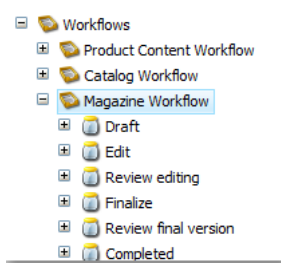 Workflows
Product Content Workflow
Catalog Workflow
Magazine Workflow
Draft
Edit
Review editing
Finalize
Review final version
Completed